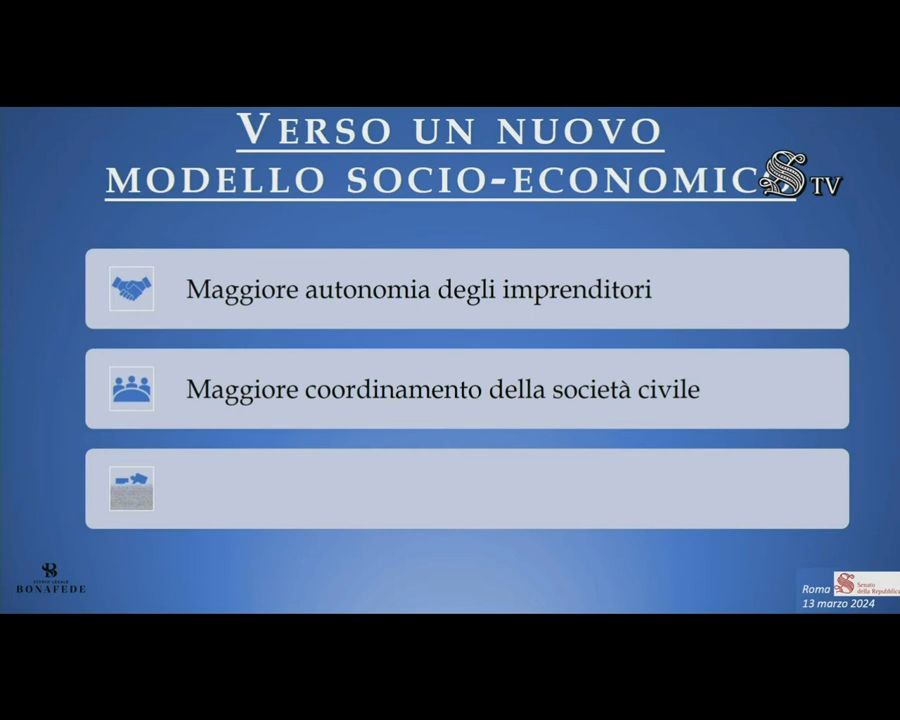 VERSO UN NUOVO
MODELLO SOCIO-ECONOMIC
S TV
Maggiore autonomia degli imprenditori
Maggiore coordinamento della società civile
B
STUDIO LEGALE
BONAFEDE
Roma
Senato
della Repubblica
13 marzo 2024